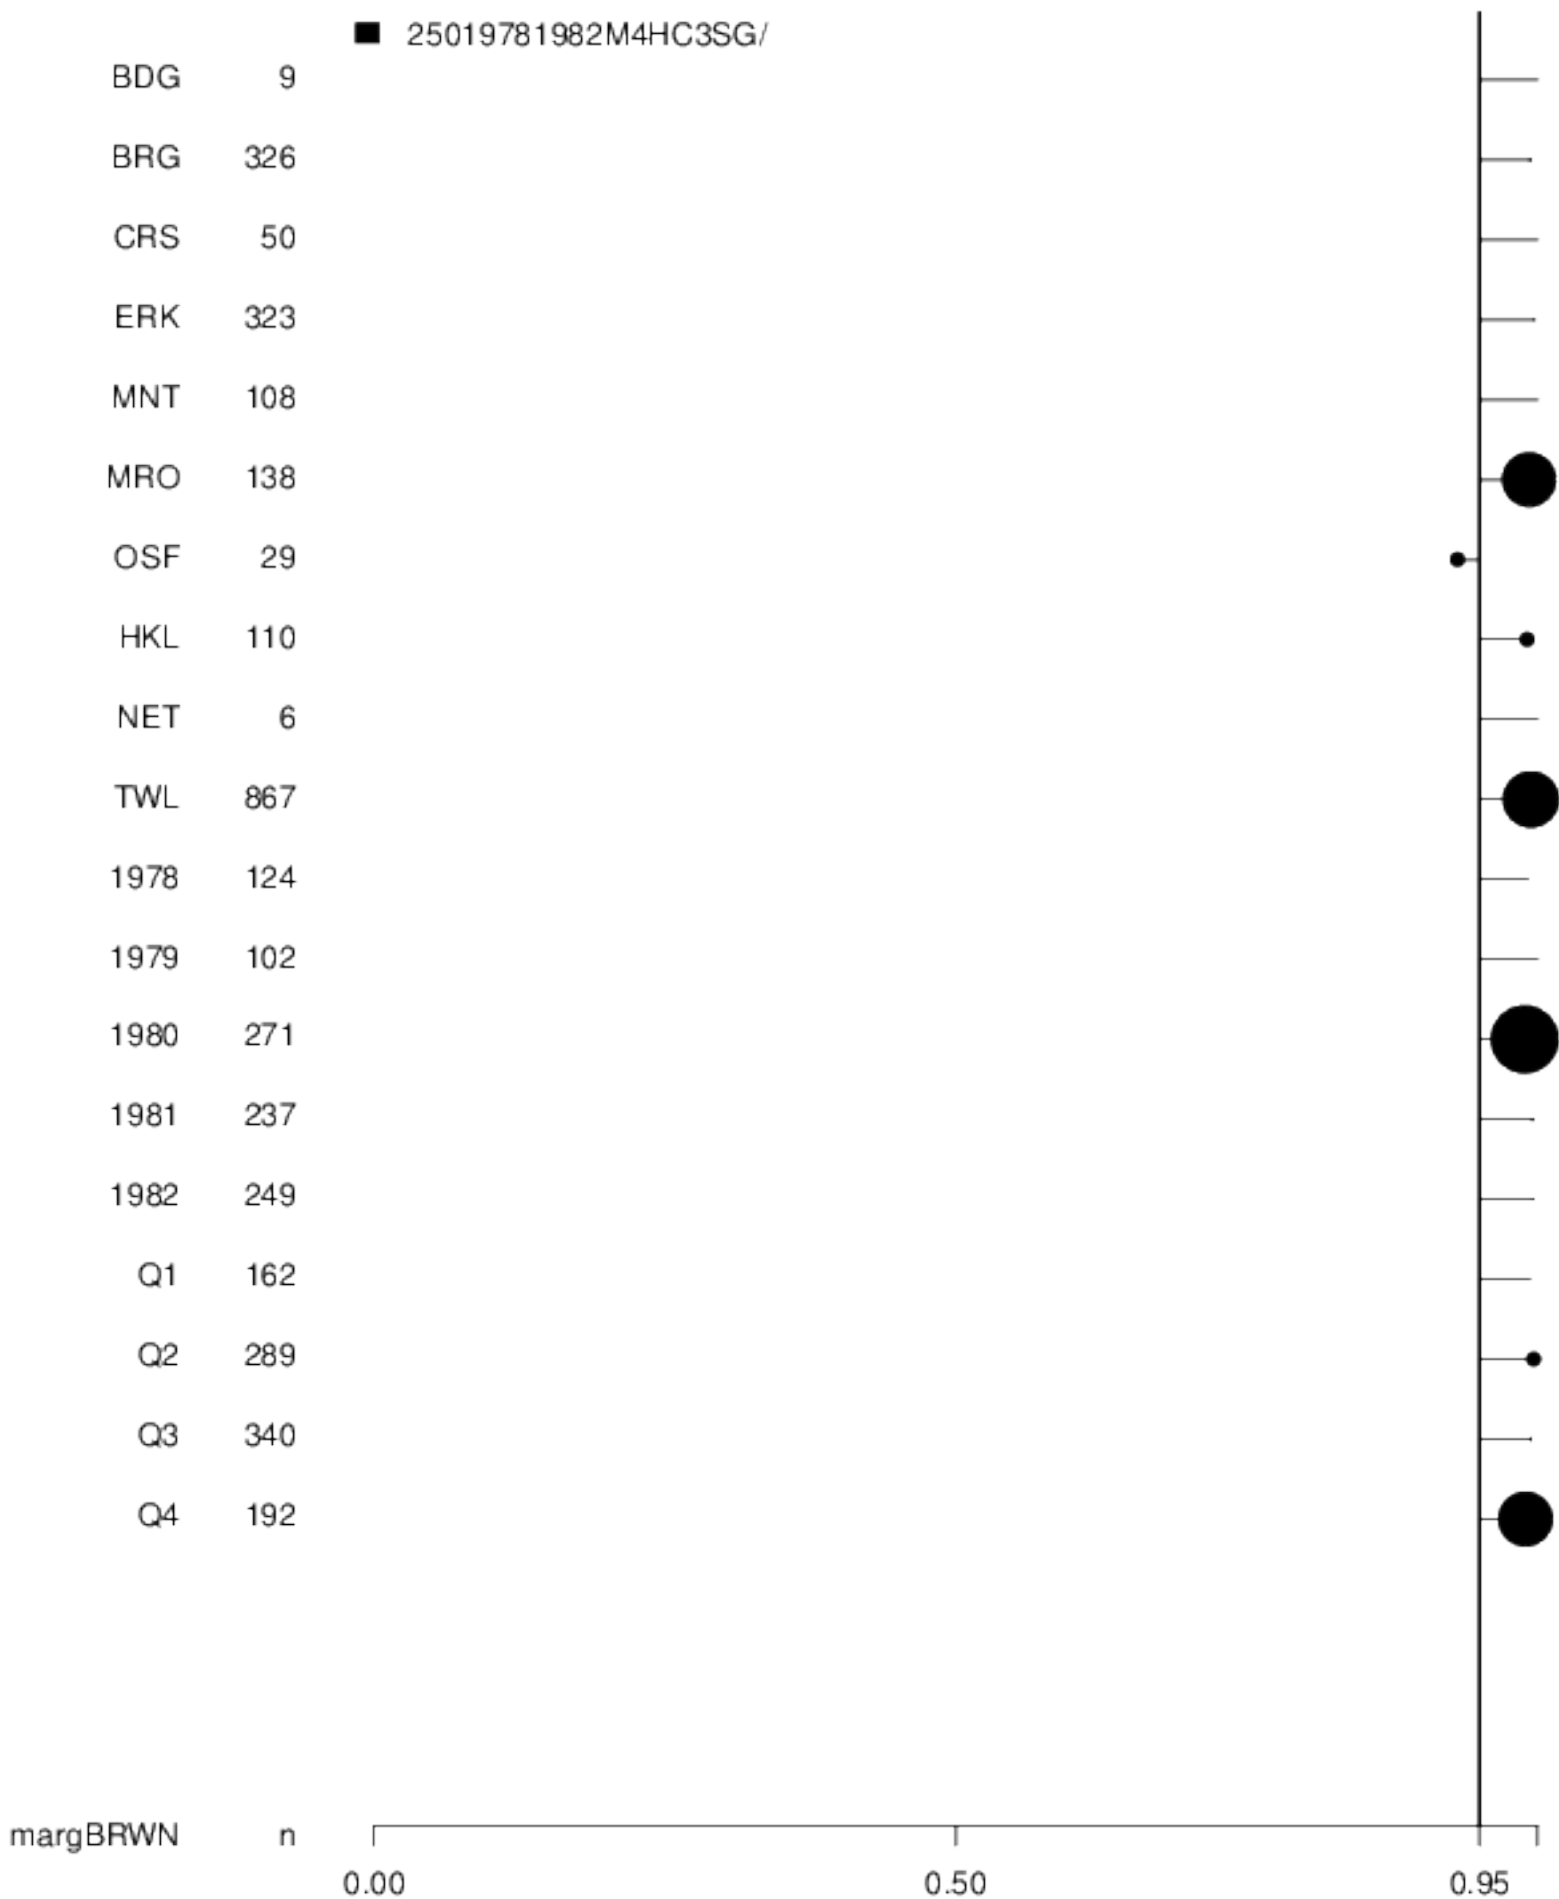 25019781982M4HC3SG/
BDG 9
BRG 326
CRS 50
ERK 323
MNT 108
MRO 138
OSF 29
HKL 110
NET 6
TWL 867
1978 124
1979 102
1980 271
1981 237
1982 249
Q1 162
Q2 289
Q3 340
Q4 192
margBRWN n
0.00 0.50 0.95